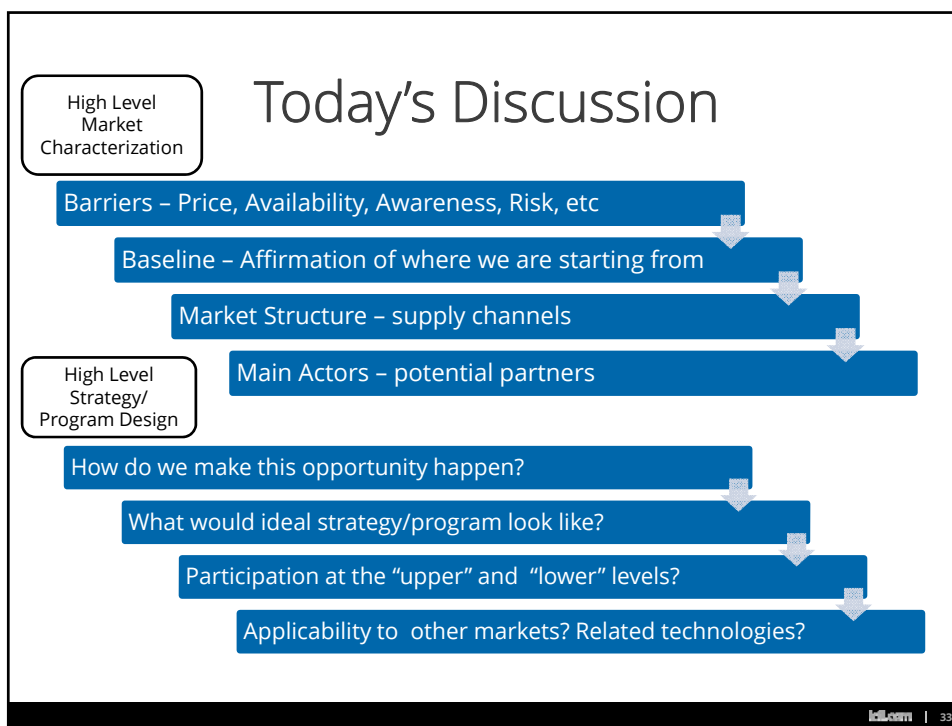 High Level
Market
Characterization
Today's Discussion
Barriers – Price, Availability, Awareness, Risk, etc
Baseline – Affirmation of where we are starting from
Market Structure – supply channels
Main Actors – potential partners
High Level
Strategy/
Program Design
How do we make this opportunity happen?
What would ideal strategy/program look like?
Participation at the “upper” and “lower” levels?
Applicability to other markets? Related technologies?
| 33